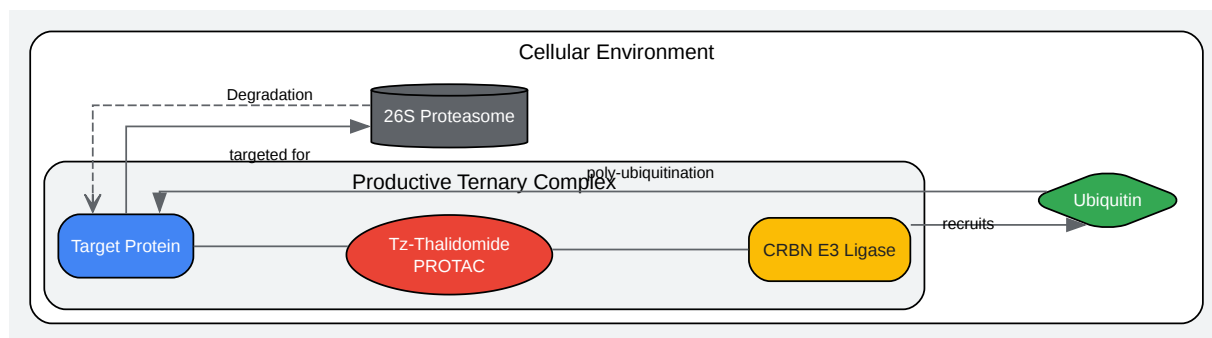 Cellular Environment
Degradation
26S Proteasome
targeted for
poly-ubiquitination
Productive Ternary Complex
Ubiquitin
recruits
Target Protein
Tz-Thalidomide
PROTAC
CRBN E3 Ligase